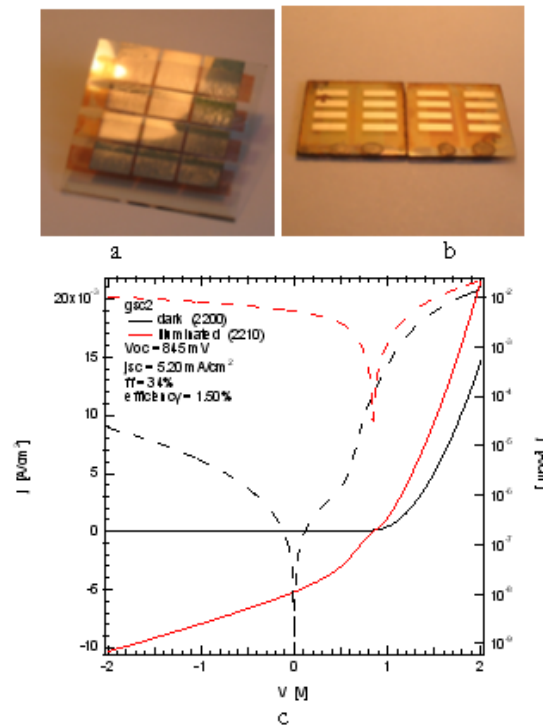 a b
gsc2
dark (2200)
illuminated (2210)
Voc = 845 mV
Jsc = 5.20 mA/cm²
ff = 34%
efficiency = 1.50%
20x10⁻³
15
10
5
0
-5
-10
10⁻²
10⁻³
10⁻⁴
10⁻⁵
10⁻⁶
10⁻⁷
10⁻⁸
10⁻⁹
J [A/cm²]
-2 -1 0 1 2
V [V]
c